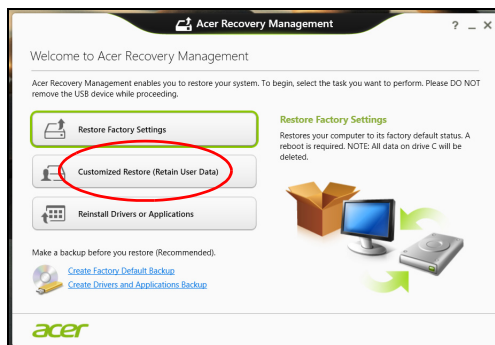 Acer Recovery Management
? _ X
Welcome to Acer Recovery Management
Acer Recovery Management enables you to restore your system. To begin, select the task you want to perform. Please DO NOT
remove the USB device while proceeding.
Restore Factory Settings
Customized Restore (Retain User Data)
Reinstall Drivers or Applications
Restore Factory Settings
Restores your computer to its factory default status. A
reboot is required. NOTE: All data on drive C will be
deleted.
Make a backup before you restore (Recommended).
Create Factory Default Backup
Create Drivers and Applications Backup
acer